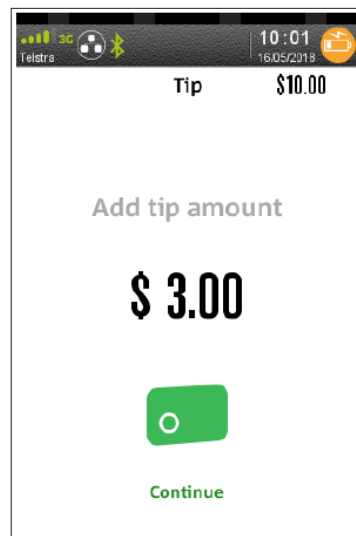 3G 10:01
Telstra 16/05/2018
Tip $10.00
Add tip amount
$ 3.00
Continue